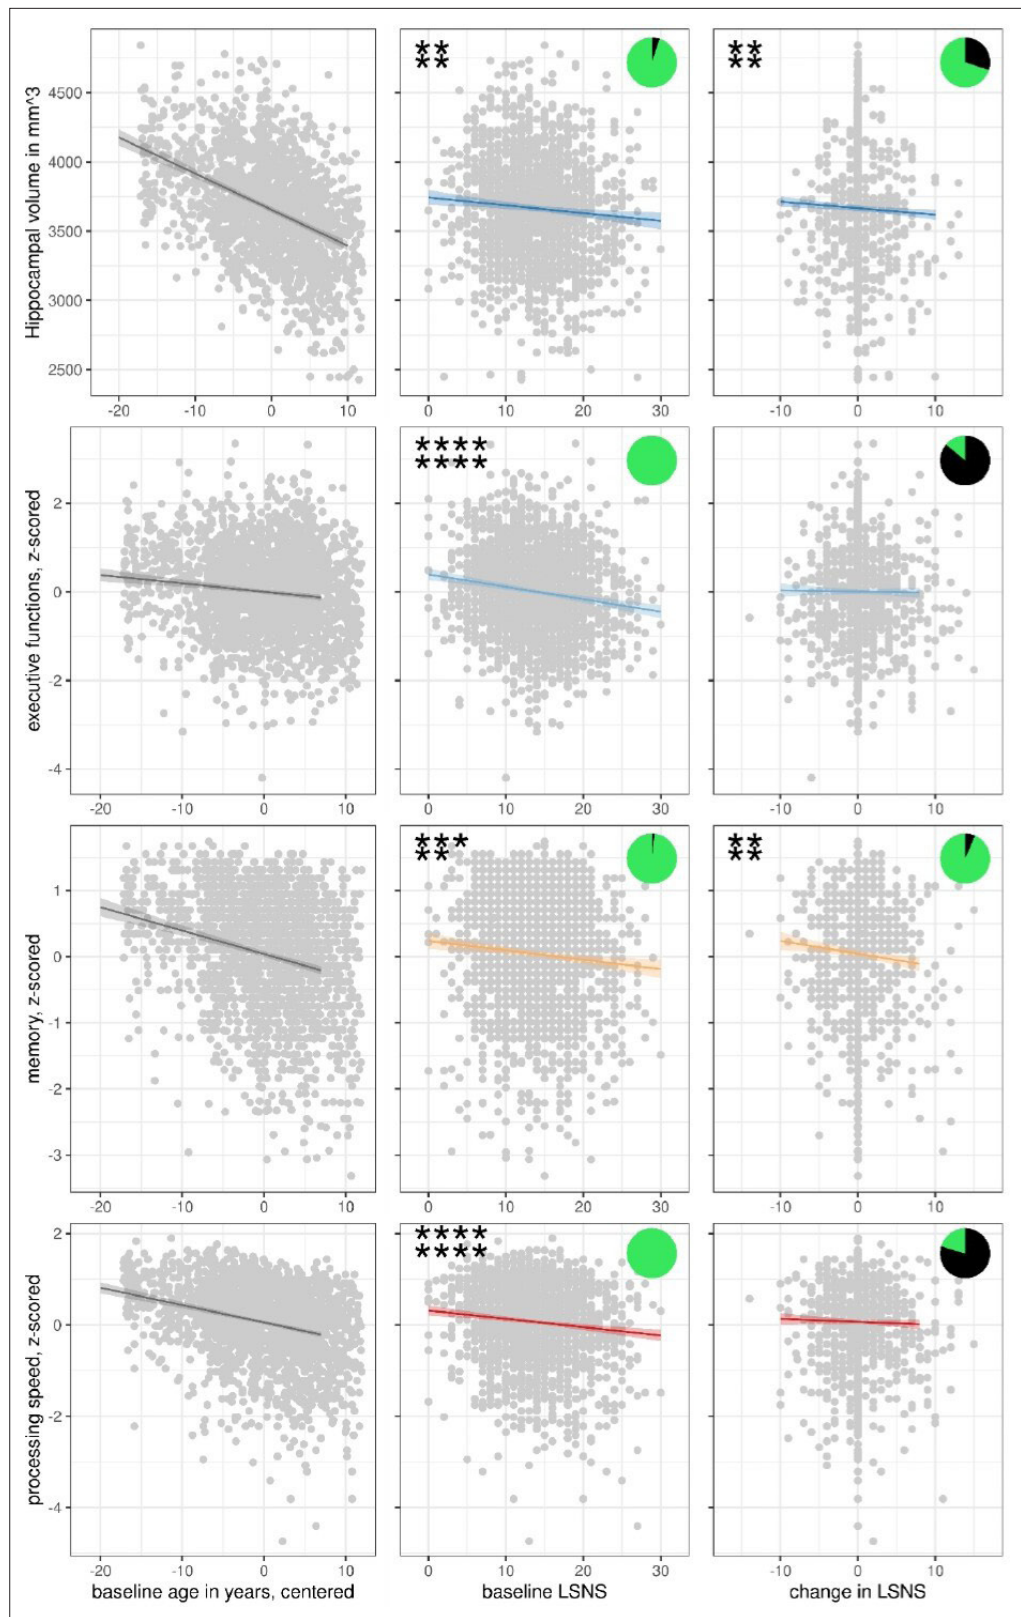 **
**
**
**
Hippocampal volume in mm^3
4500
4000
3500
3000
2500
-20 -10 0 10
0 10 20 30
-10 0 10
****
****
executive functions, z-scored
2
0
-2
-4
-20 -10 0 10
0 10 20 30
-10 0 10
***
**
**
**
memory, z-scored
1
0
-1
-2
-3
-20 -10 0 10
0 10 20 30
-10 0 10
****
****
processing speed, z-scored
2
0
-2
-4
-20 -10 0 10
0 10 20 30
-10 0 10
baseline age in years, centered
baseline LSNS
change in LSNS